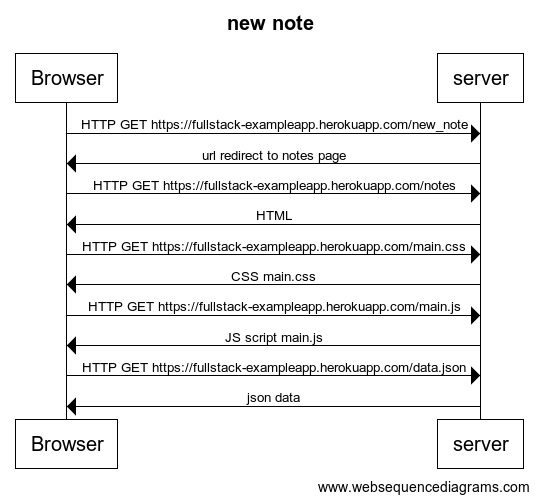 new note
Browser server
HTTP GET https://fullstack-exampleapp.herokuapp.com/new_note
url redirect to notes page
HTTP GET https://fullstack-exampleapp.herokuapp.com/notes
HTML
HTTP GET https://fullstack-exampleapp.herokuapp.com/main.css
CSS main.css
HTTP GET https://fullstack-exampleapp.herokuapp.com/main.js
JS script main.js
HTTP GET https://fullstack-exampleapp.herokuapp.com/data.json
json data
Browser server
www.websequencediagrams.com